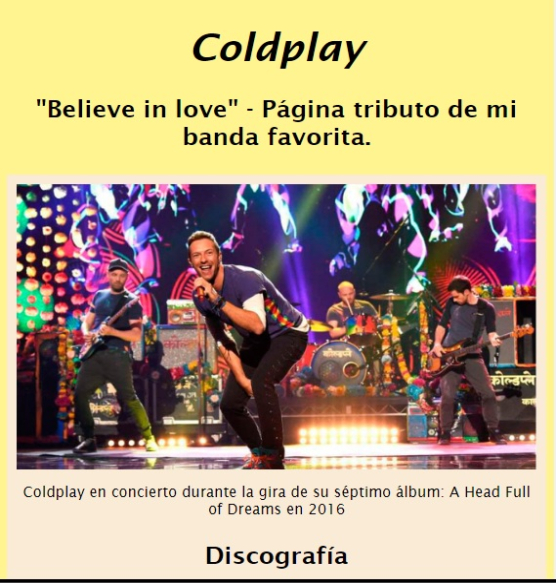 Coldplay
"Believe in love" - Página tributo de mi
banda favorita.
Coldplay en concierto durante la gira de su séptimo álbum: A Head Full
of Dreams en 2016
Discografía